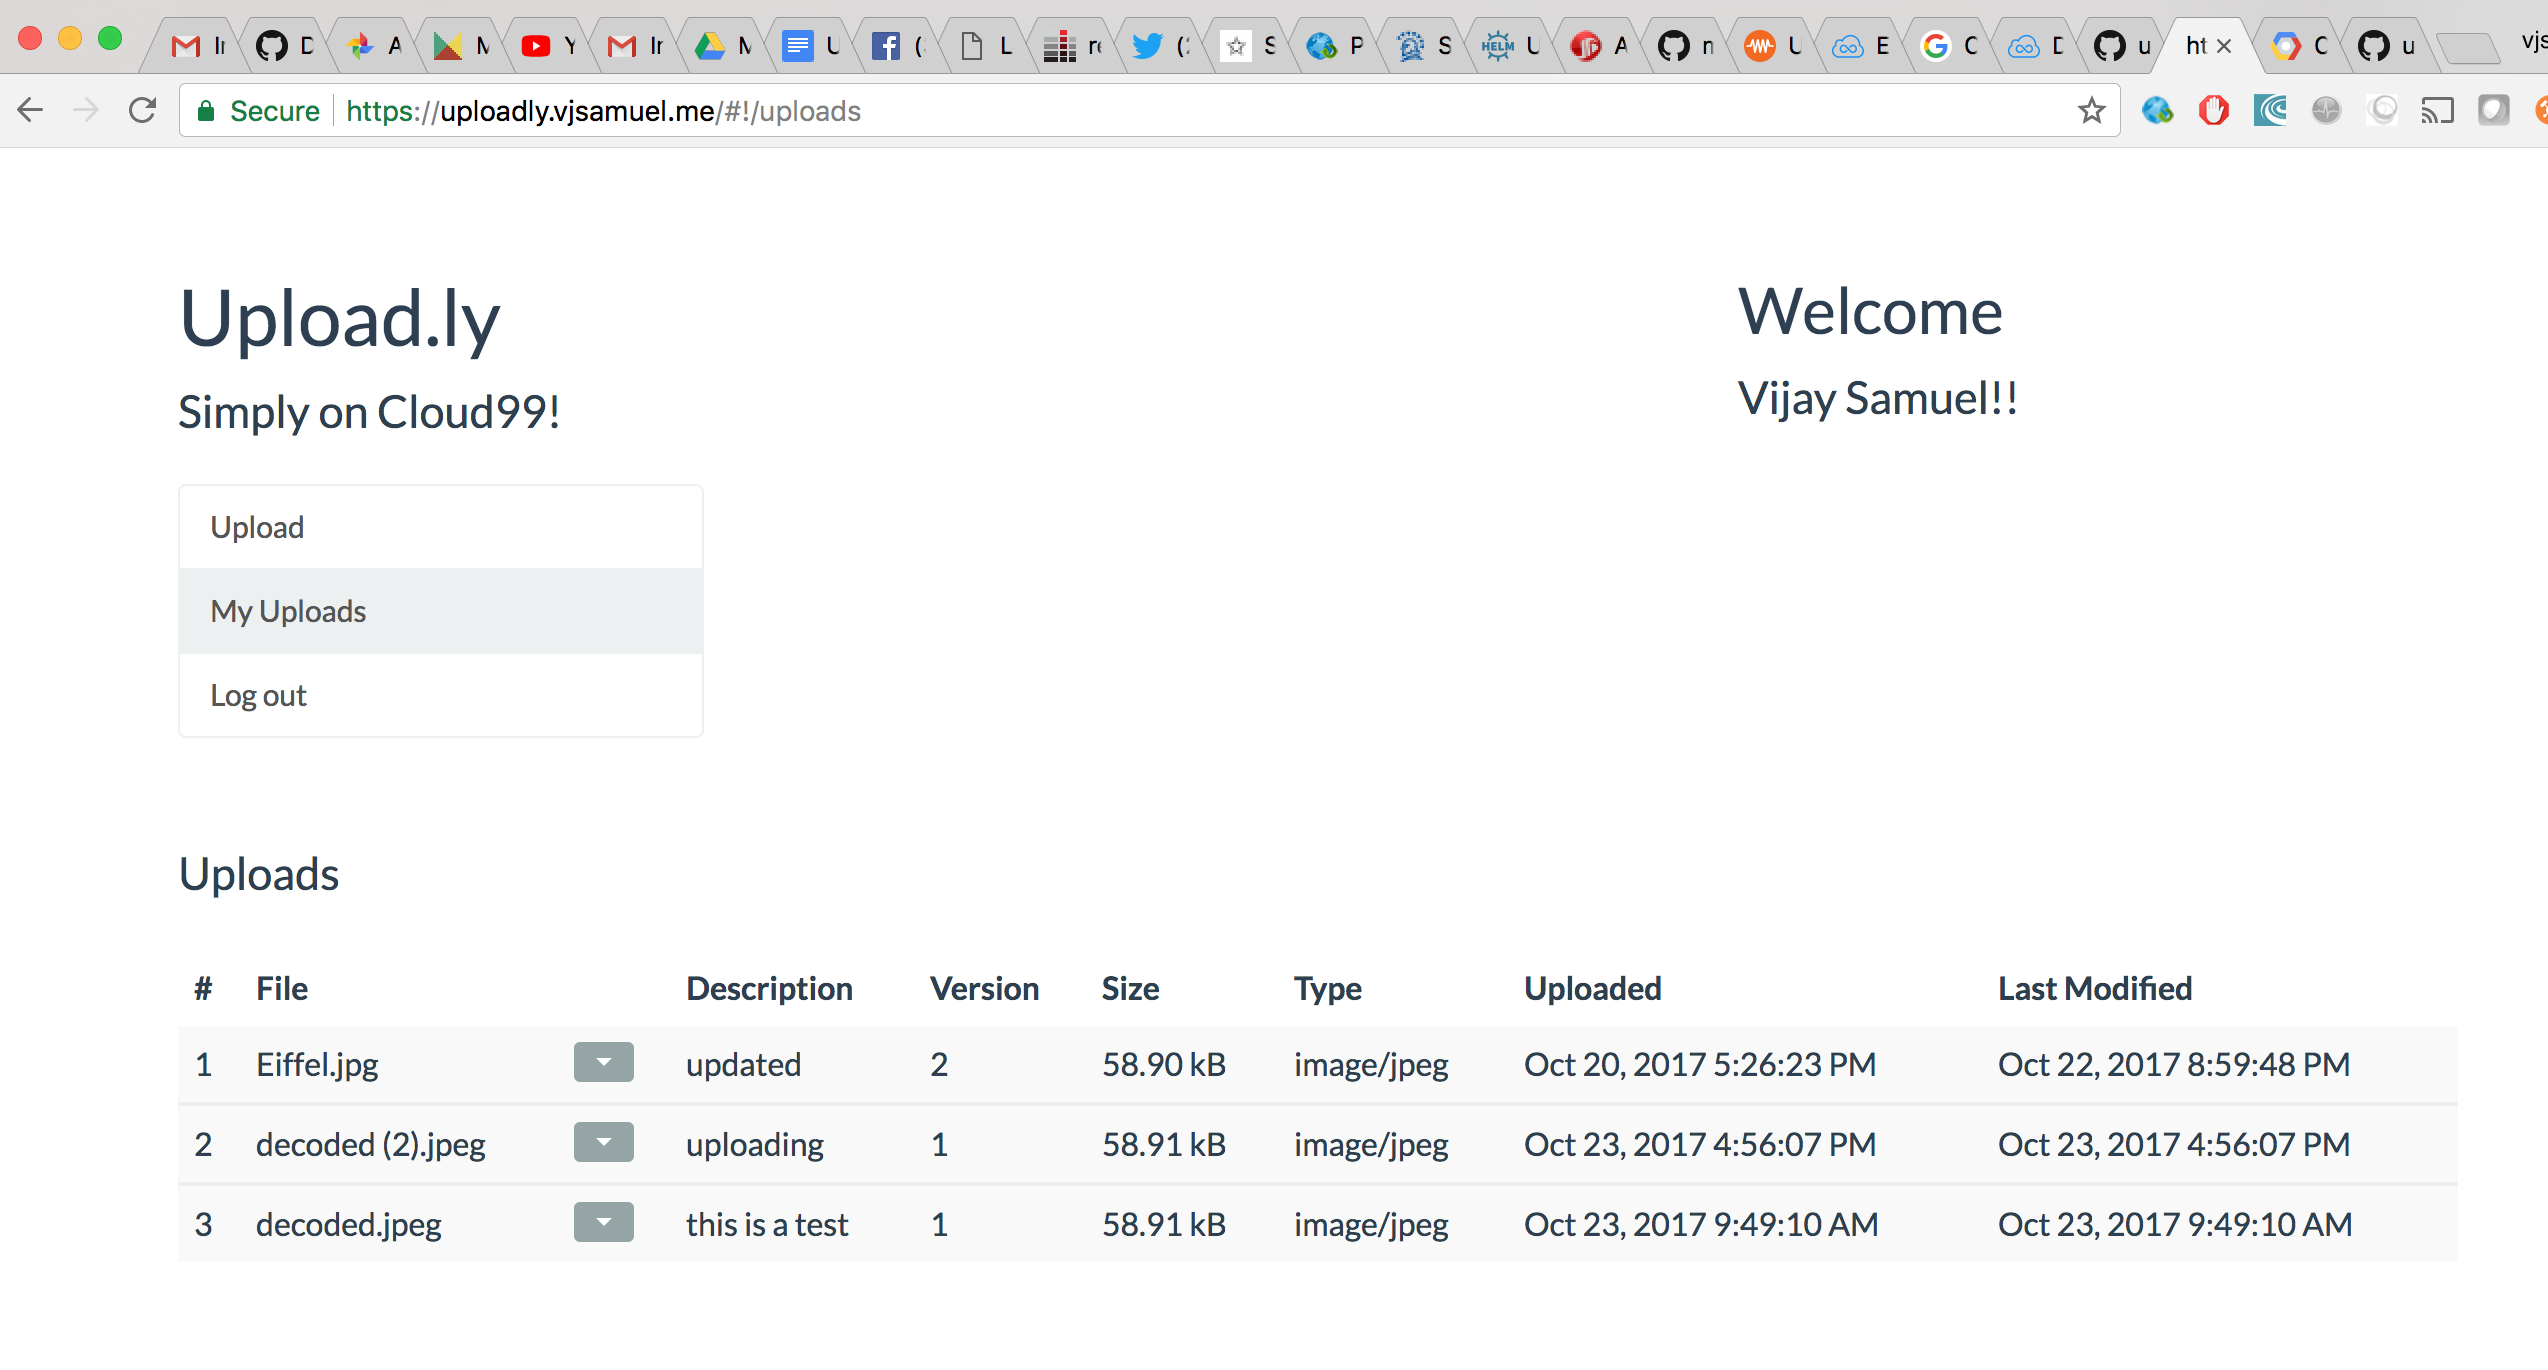 Secure https://uploadly.vjsamuel.me/#!/uploads
Upload.ly
Simply on Cloud99!
Welcome
Vijay Samuel!!
Upload
My Uploads
Log out
Uploads
# File Description Version Size Type Uploaded Last Modified
1 Eiffel.jpg updated 2 58.90 kB image/jpeg Oct 20, 2017 5:26:23 PM Oct 22, 2017 8:59:48 PM
2 decoded (2).jpeg uploading 1 58.91 kB image/jpeg Oct 23, 2017 4:56:07 PM Oct 23, 2017 4:56:07 PM
3 decoded.jpeg this is a test 1 58.91 kB image/jpeg Oct 23, 2017 9:49:10 AM Oct 23, 2017 9:49:10 AM